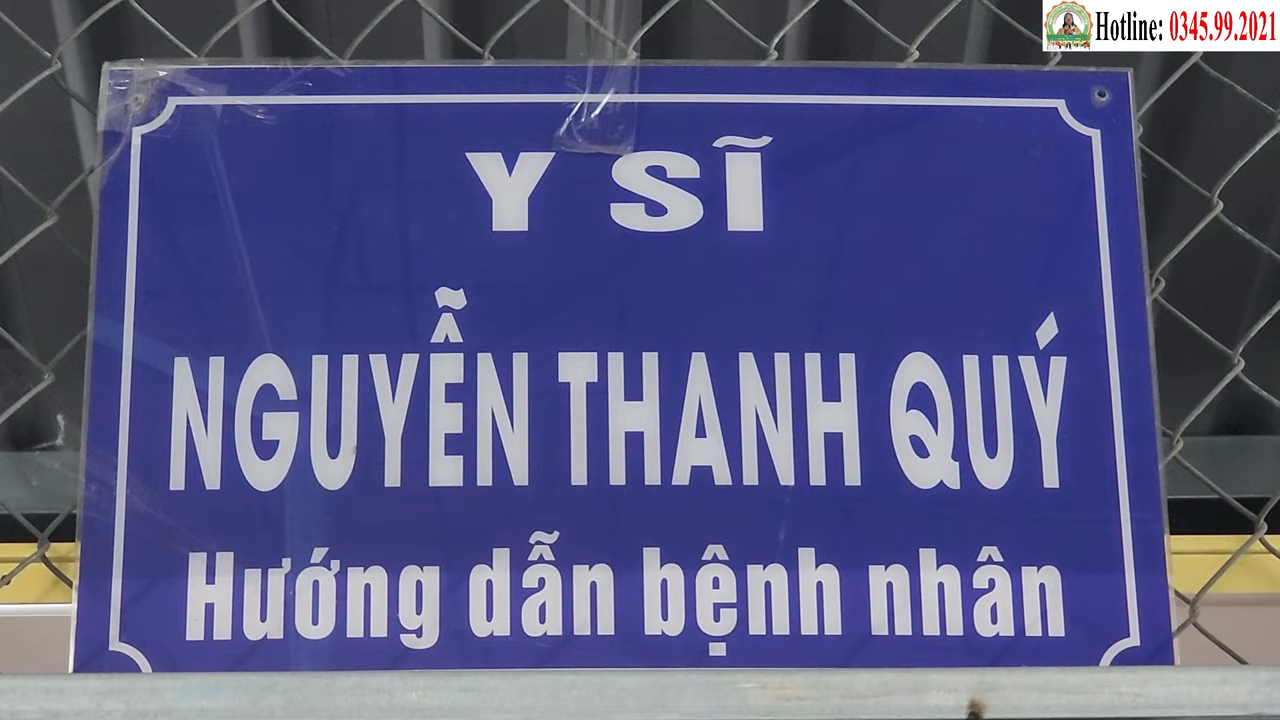 Hotline: 0345.99.2021
Y SĨ
NGUYỄN THANH QUÝ
Hướng dẫn bệnh nhân